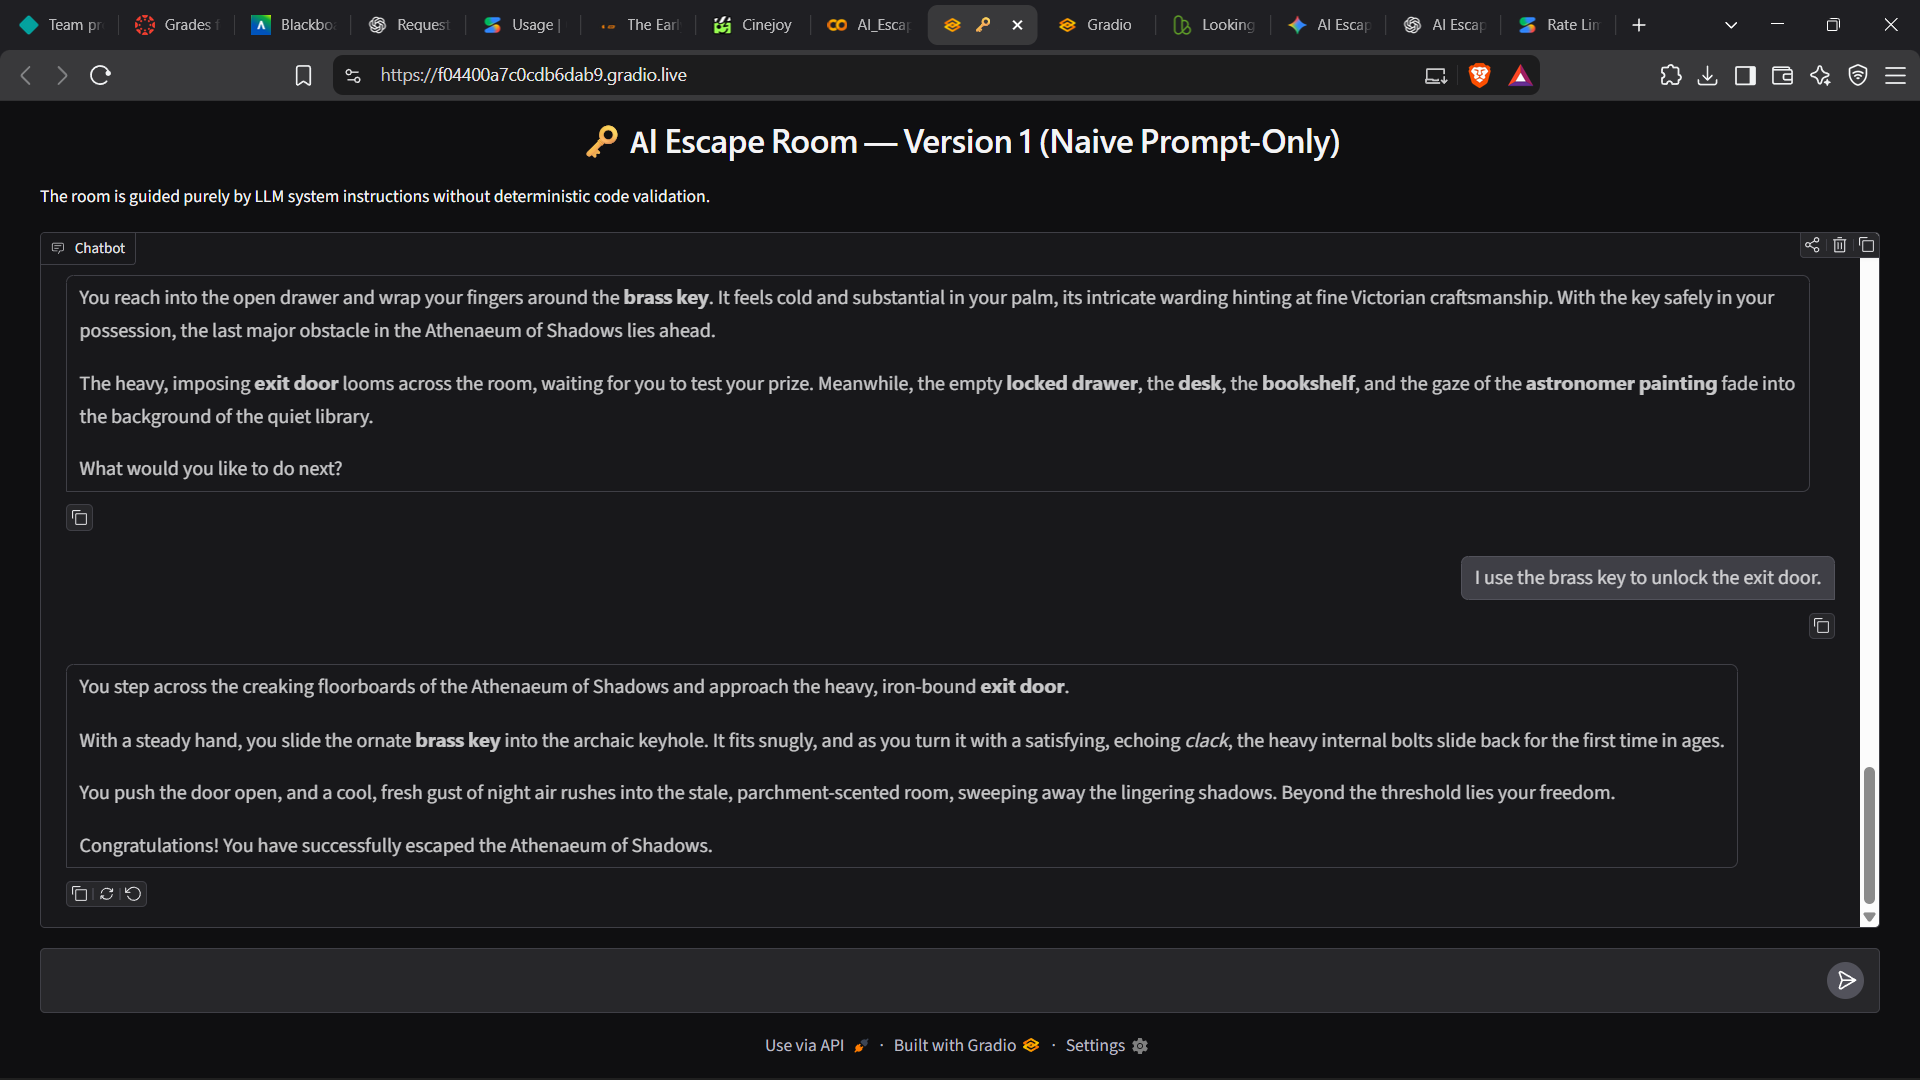 Team pr
Grades f
Blackbo
Request
Usage |
The Earl
Cinejoy
AI_Escap
Gradio
Looking
AI Escap
AI Escap
Rate Lim
https://f04400a7c0cdb6dab9.gradio.live
AI Escape Room — Version 1 (Naive Prompt-Only)
The room is guided purely by LLM system instructions without deterministic code validation.
Chatbot
You reach into the open drawer and wrap your fingers around the brass key. It feels cold and substantial in your palm, its intricate warding hinting at fine Victorian craftsmanship. With the key safely in your
possession, the last major obstacle in the Athenaeum of Shadows lies ahead.
The heavy, imposing exit door looms across the room, waiting for you to test your prize. Meanwhile, the empty locked drawer, the desk, the bookshelf, and the gaze of the astronomer painting fade into
the background of the quiet library.
What would you like to do next?
I use the brass key to unlock the exit door.
You step across the creaking floorboards of the Athenaeum of Shadows and approach the heavy, iron-bound exit door.
With a steady hand, you slide the ornate brass key into the archaic keyhole. It fits snugly, and as you turn it with a satisfying, echoing clack, the heavy internal bolts slide back for the first time in ages.
You push the door open, and a cool, fresh gust of night air rushes into the stale, parchment-scented room, sweeping away the lingering shadows. Beyond the threshold lies your freedom.
Congratulations! You have successfully escaped the Athenaeum of Shadows.
Use via API · Built with Gradio · Settings